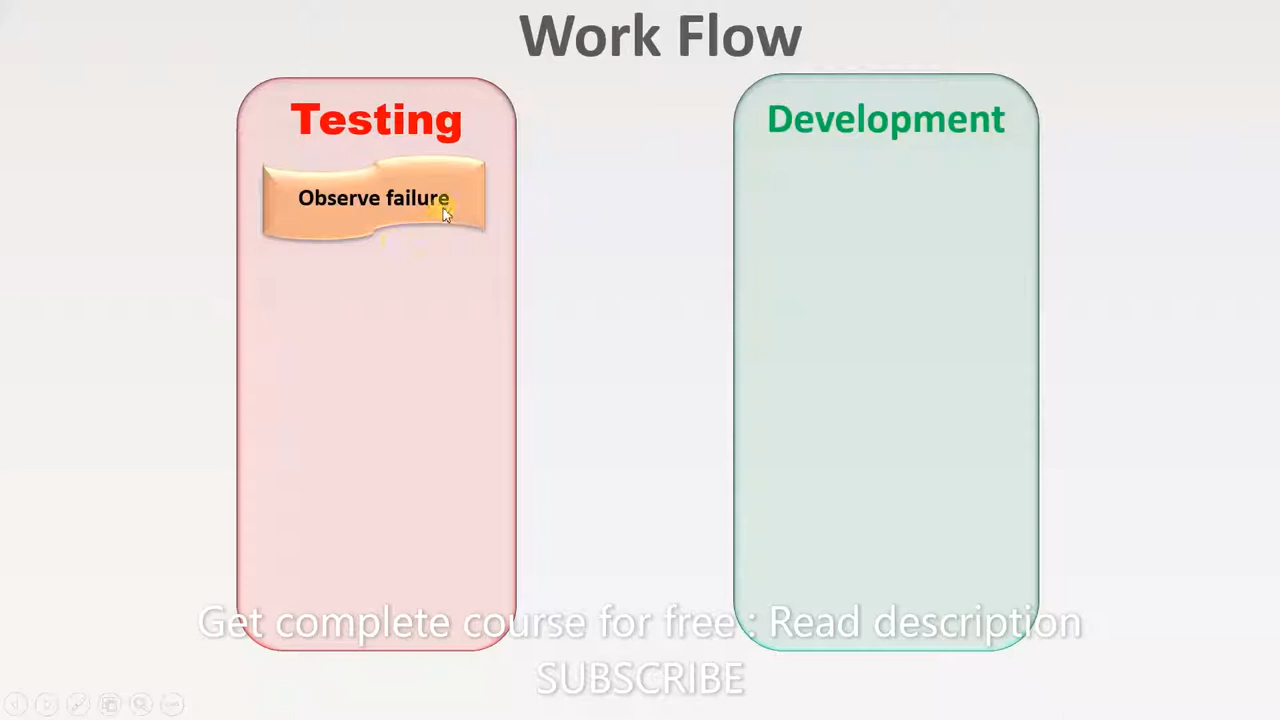 Work Flow
Testing
Development
Observe failure
Get complete course for free : Read description
SUBSCRIBE